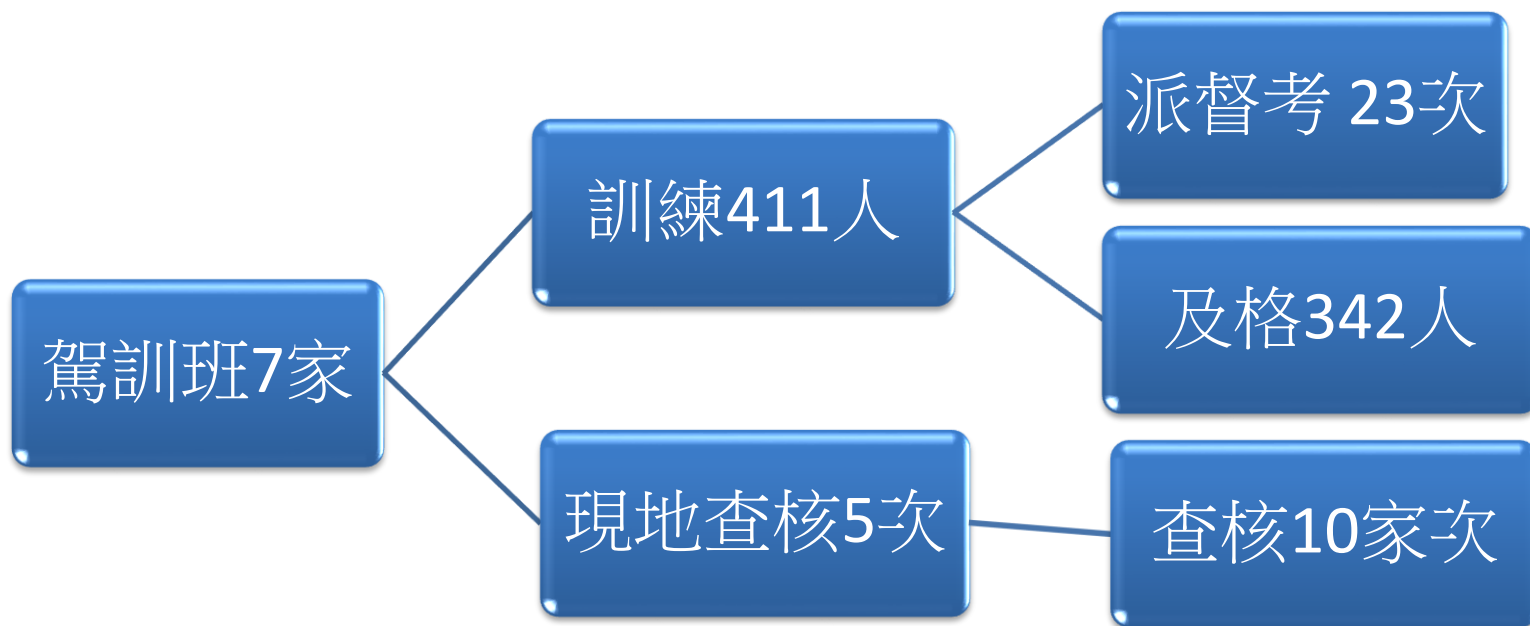 駕訓班7家
訓練411人
派督考 23次
及格342人
現地查核5次
查核10家次